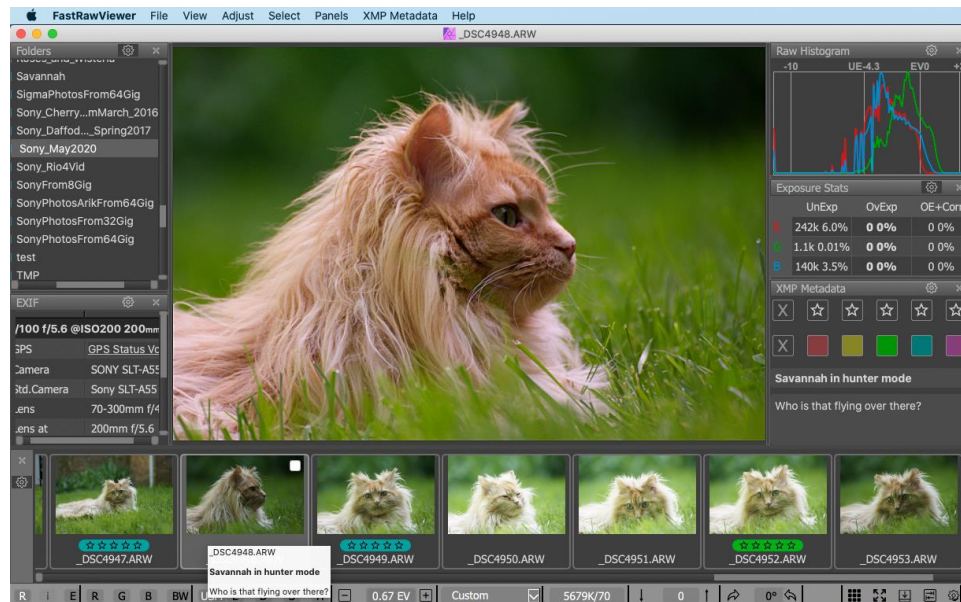 FastRawViewer File View Adjust Select Panels XMP Metadata Help
_DSC4948.ARW
Folders
Savannah
SigmaPhotosFrom64Gig
Sony_Cherry...mMarch_2016
Sony_Daffod..._Spring2017
Sony_May2020
Sony_Rio4Vid
SonyFrom8Gig
SonyPhotosArikFrom64Gig
SonyPhotosFrom32Gig
SonyPhotosFrom64Gig
test
TMP
EXIF
/100 f/5.6 @ISO200 200mm
GPS GPS Status Vo
Camera SONY SLT-A55
Std.Camera Sony SLT-A55
Lens 70-300mm f/4
Lens at 200mm f/5.6
Raw Histogram
-10 UE-4.3 EV0
Exposure Stats
UnExp OvExp OE+Corr
R 242k 6.0% 0 0% 0 0%
G 1.1k 0.01% 0 0% 0 0%
B 140k 3.5% 0 0% 0 0%
XMP Metadata
X
X
Savannah in hunter mode
Who is that flying over there?
_DSC4947.ARW
_DSC4949.ARW
_DSC4950.ARW
_DSC4951.ARW
_DSC4952.ARW
_DSC4953.ARW
_DSC4948.ARW
Savannah in hunter mode
Who is that flying over there?
R i E R G B BW 0.67 EV Custom 5679K/70 0 0°